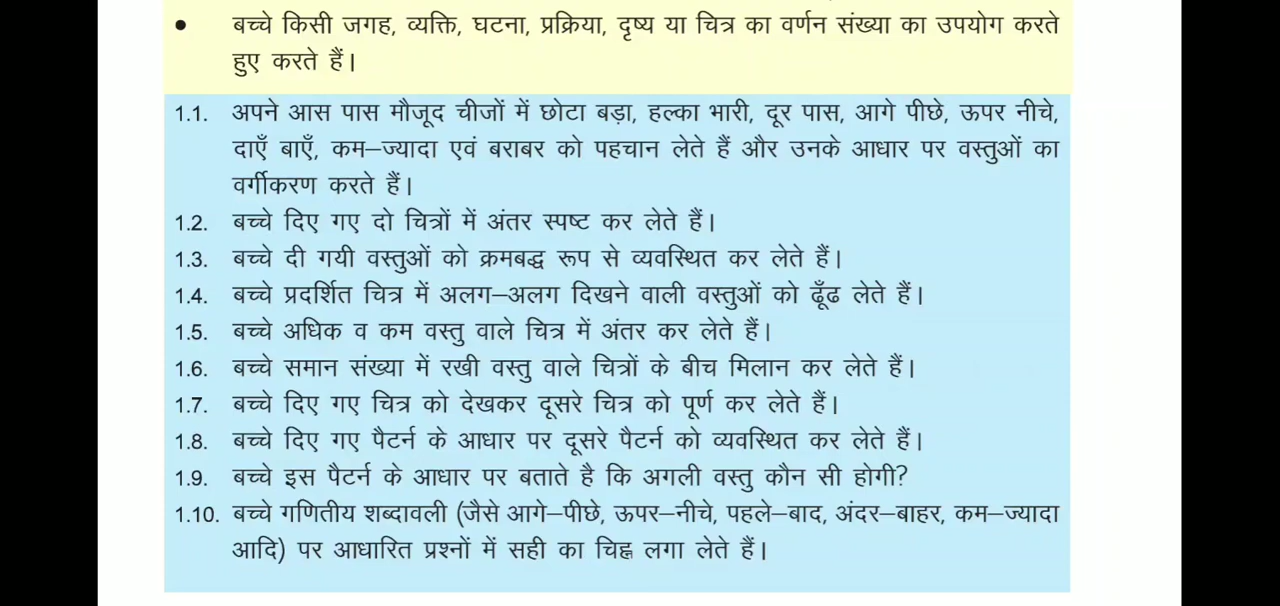 • बच्चे किसी जगह, व्यक्ति, घटना, प्रक्रिया, दृष्य या चित्र का वर्णन संख्या का उपयोग करते
हुए करते हैं।
1.1. अपने आस पास मौजूद चीजों में छोटा बड़ा, हल्का भारी, दूर पास, आगे पीछे, ऊपर नीचे,
दाएँ बाएँ, कम–ज्यादा एवं बराबर को पहचान लेते हैं और उनके आधार पर वस्तुओं का
वर्गीकरण करते हैं।
1.2. बच्चे दिए गए दो चित्रों में अंतर स्पष्ट कर लेते हैं।
1.3. बच्चे दी गयी वस्तुओं को क्रमबद्ध रूप से व्यवस्थित कर लेते हैं।
1.4. बच्चे प्रदर्शित चित्र में अलग–अलग दिखने वाली वस्तुओं को ढूँढ लेते हैं।
1.5. बच्चे अधिक व कम वस्तु वाले चित्र में अंतर कर लेते हैं।
1.6. बच्चे समान संख्या में रखी वस्तु वाले चित्रों के बीच मिलान कर लेते हैं।
1.7. बच्चे दिए गए चित्र को देखकर दूसरे चित्र को पूर्ण कर लेते हैं।
1.8. बच्चे दिए गए पैटर्न के आधार पर दूसरे पैटर्न को व्यवस्थित कर लेते हैं।
1.9. बच्चे इस पैटर्न के आधार पर बताते है कि अगली वस्तु कौन सी होगी?
1.10. बच्चे गणितीय शब्दावली (जैसे आगे–पीछे, ऊपर–नीचे, पहले–बाद, अंदर–बाहर, कम–ज्यादा
आदि) पर आधारित प्रश्नों में सही का चिह्न लगा लेते हैं।